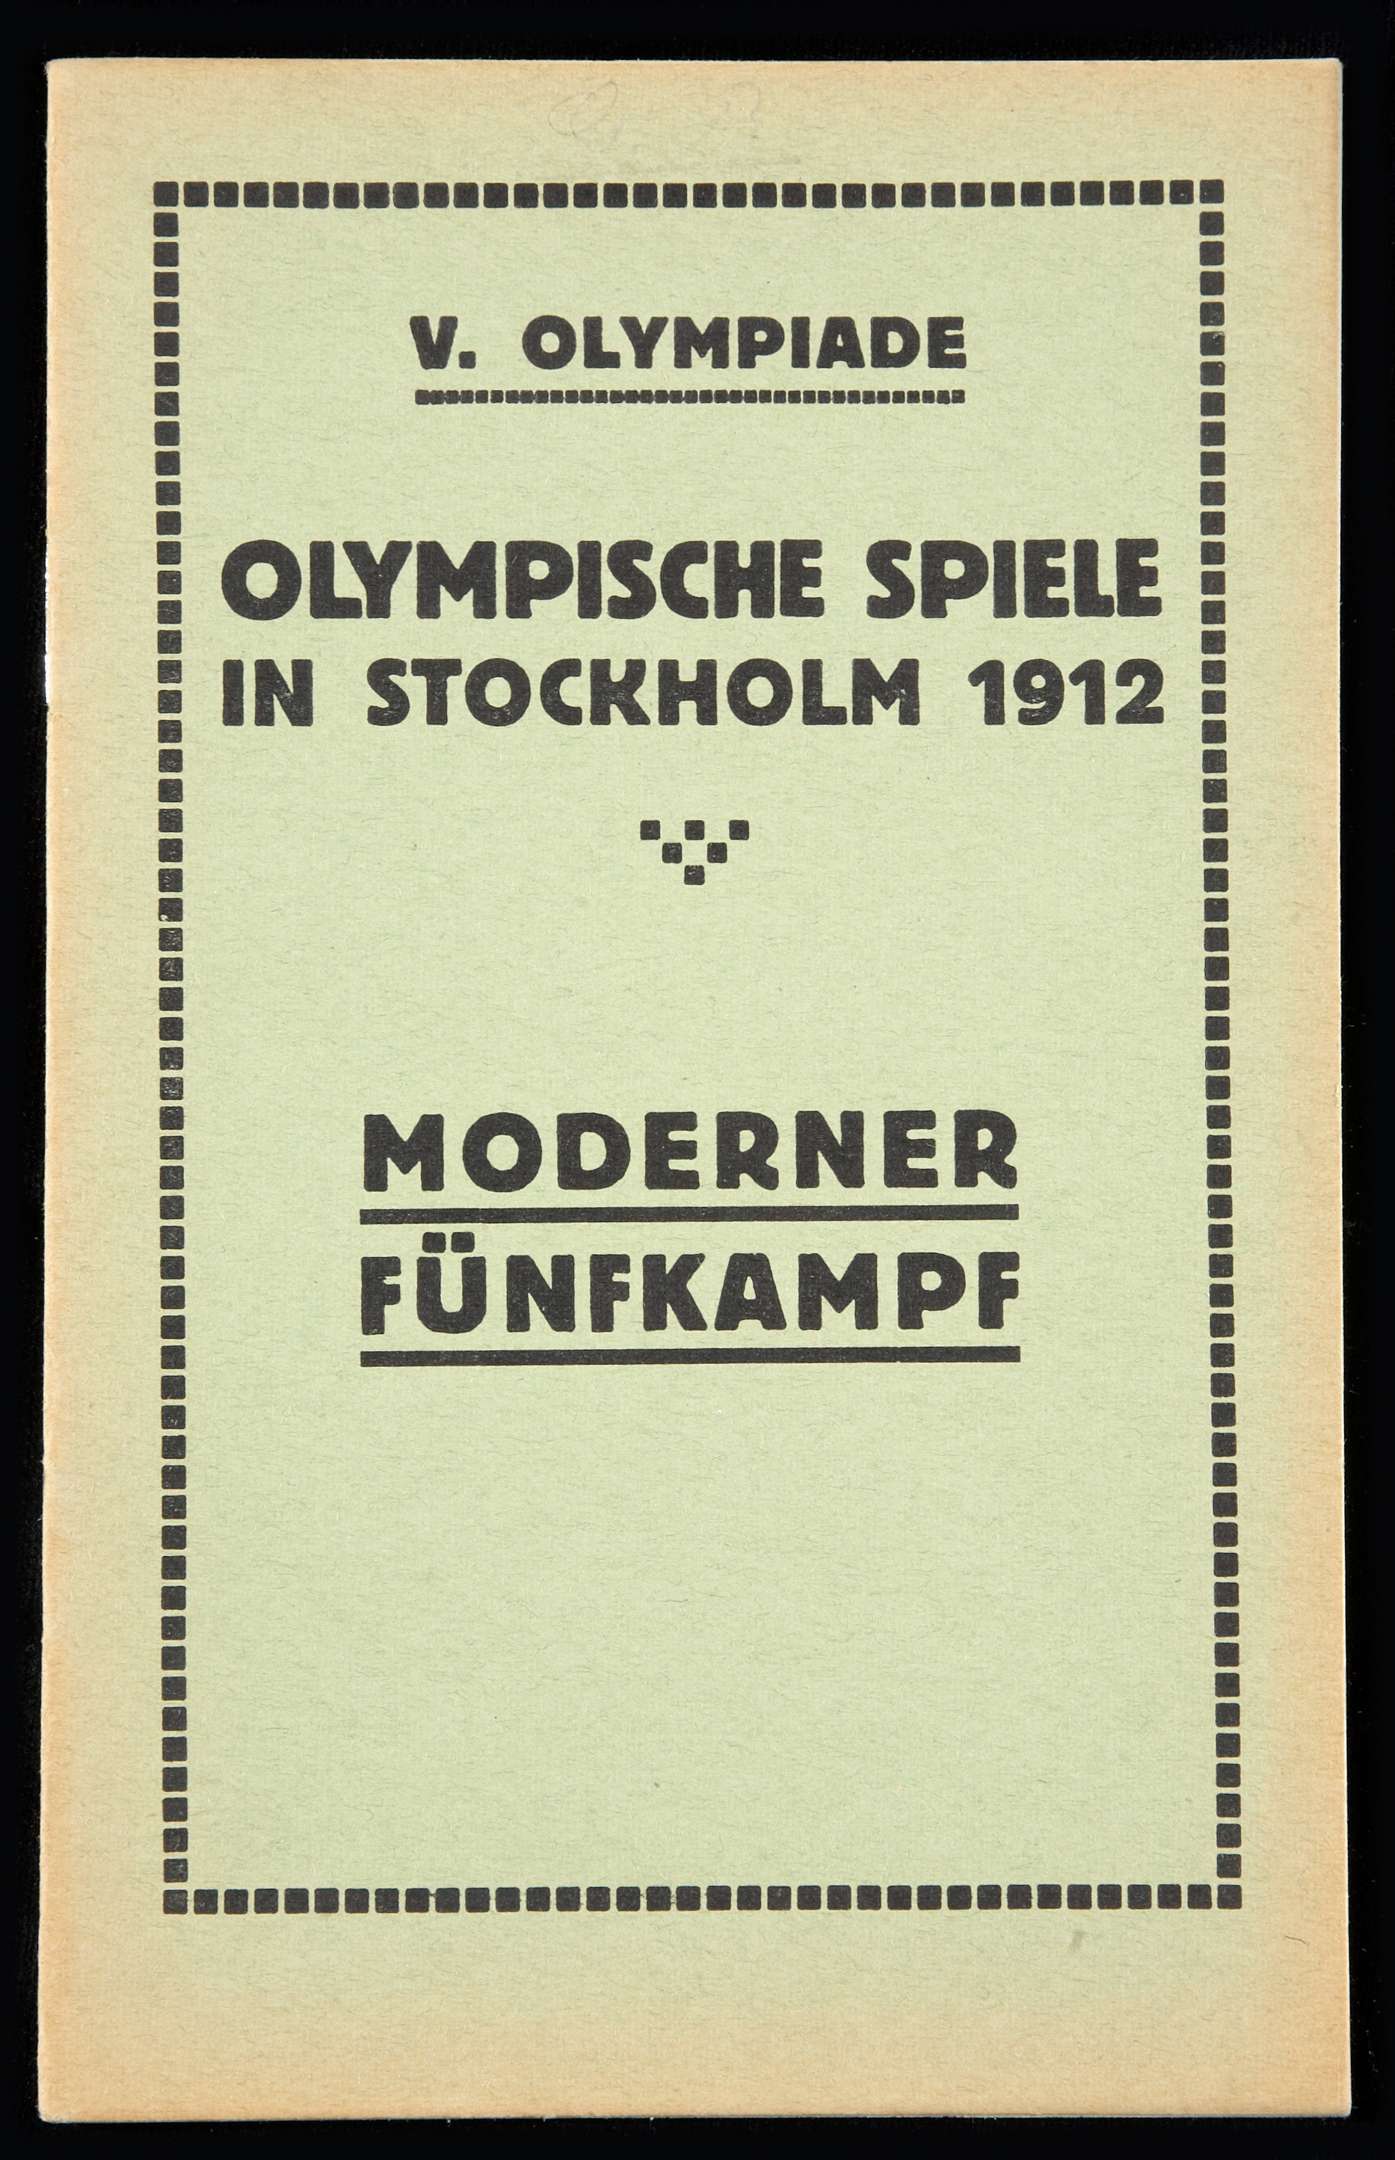 V. OLYMPIADE
OLYMPISCHE SPIELE
IN STOCKHOLM 1912
MODERNER
FÜNFKAMPF